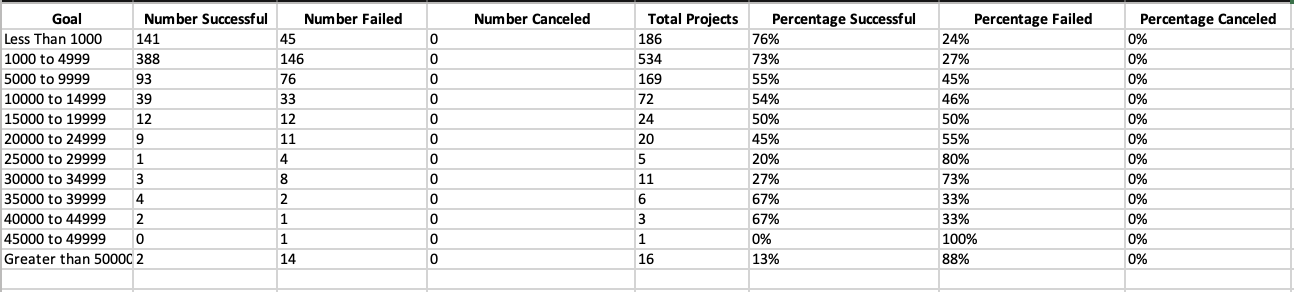 Goal Number Successful Number Failed Number Canceled Total Projects Percentage Successful Percentage Failed Percentage Canceled
Less Than 1000 141 45 0 186 76% 24% 0%
1000 to 4999 388 146 0 534 73% 27% 0%
5000 to 9999 93 76 0 169 55% 45% 0%
10000 to 14999 39 33 0 72 54% 46% 0%
15000 to 19999 12 12 0 24 50% 50% 0%
20000 to 24999 9 11 0 20 45% 55% 0%
25000 to 29999 1 4 0 5 20% 80% 0%
30000 to 34999 3 8 0 11 27% 73% 0%
35000 to 39999 4 2 0 6 67% 33% 0%
40000 to 44999 2 1 0 3 67% 33% 0%
45000 to 49999 0 1 0 1 0% 100% 0%
Greater than 50000 2 14 0 16 13% 88% 0%